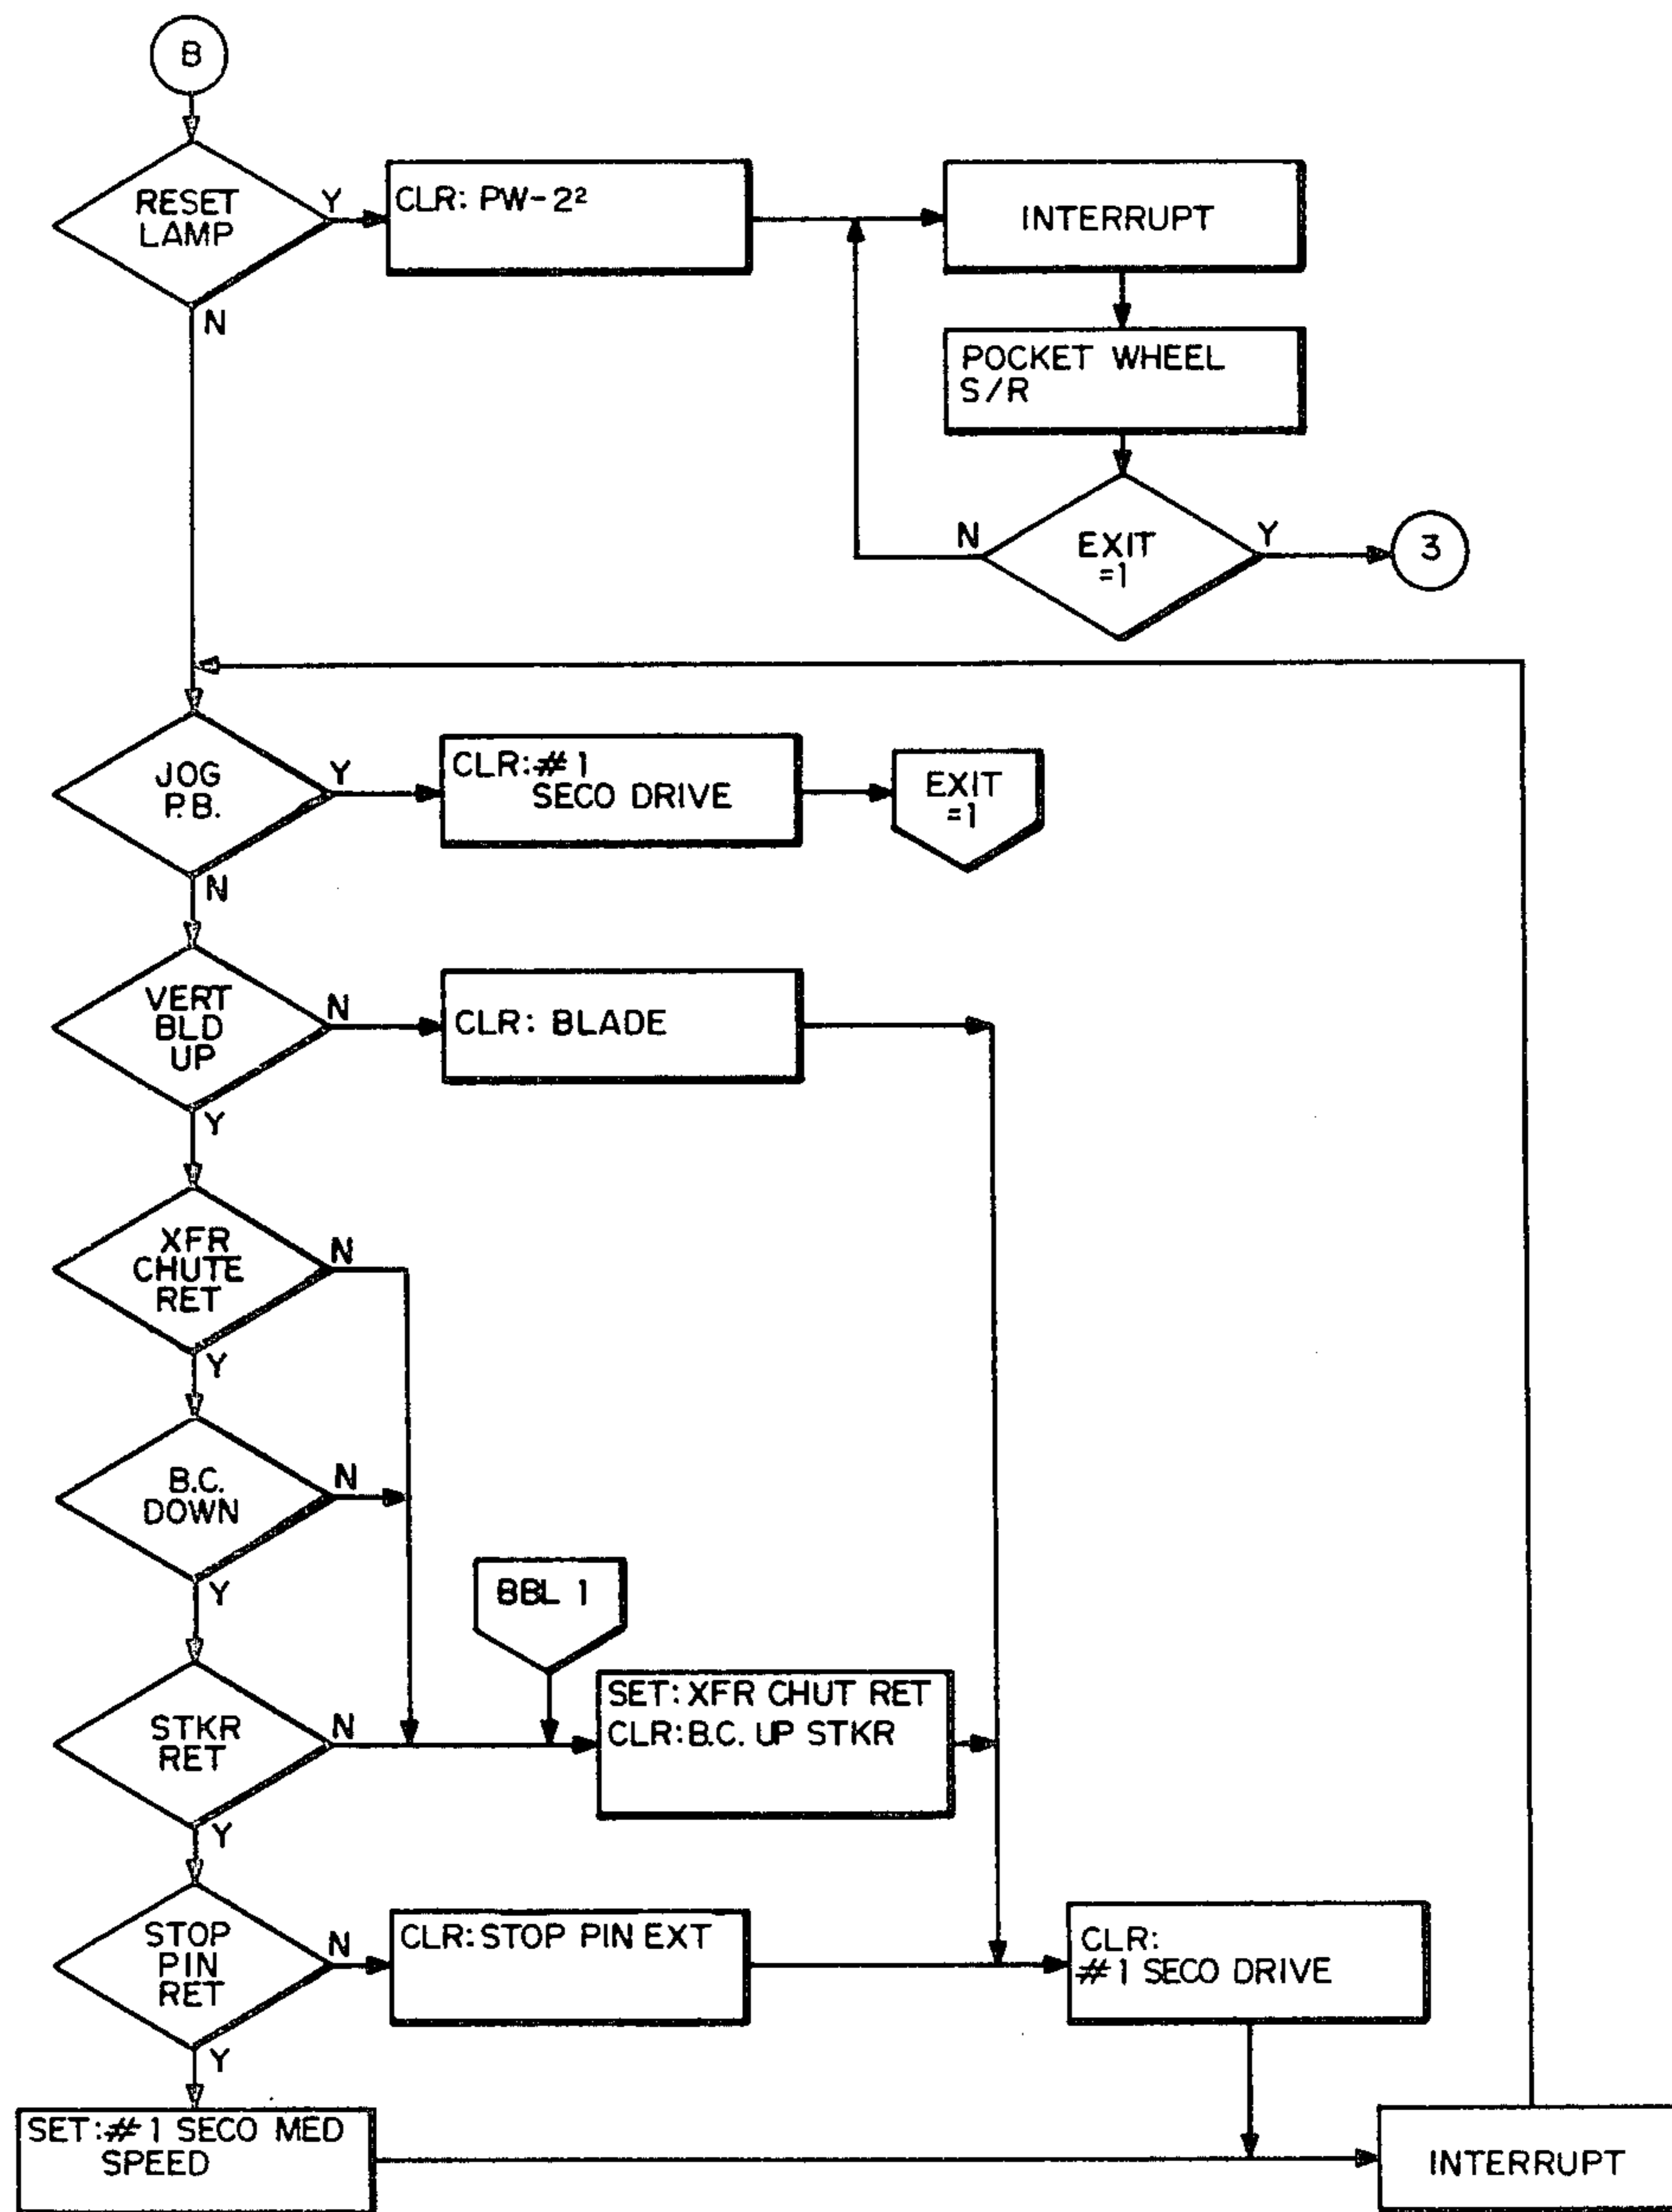 B
RESET
LAMP
Y
N
CLR: PW-2²
INTERRUPT
POCKET WHEEL
S/R
EXIT
=1
N
Y
3
JOG
P.B.
Y
N
CLR:#1
SECO DRIVE
EXIT
=1
VERT
BLD
UP
N
Y
CLR: BLADE
XFR
CHUTE
RET
N
Y
B.C.
DOWN
N
Y
BBL 1
STKR
RET
N
Y
SET: XFR CHUT RET
CLR: B.C. UP STKR
STOP
PIN
RET
N
Y
CLR: STOP PIN EXT
CLR:
#1 SECO DRIVE
SET:#1 SECO MED
SPEED
INTERRUPT